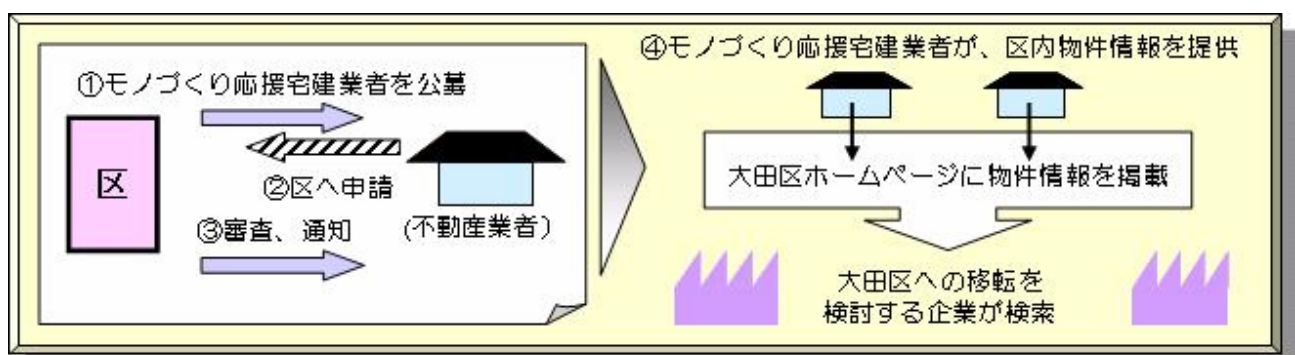 ①モノづくり応援宅建業者を公募
区
②区へ申請
(不動産業者)
③審査、通知
④モノづくり応援宅建業者が、区内物件情報を提供
大田区ホームページに物件情報を掲載
大田区への移転を
検討する企業が検索